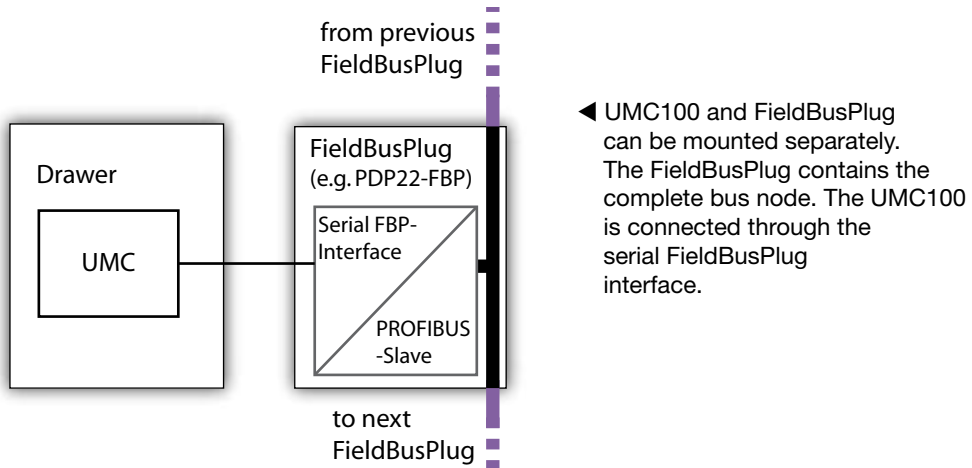 from previous
FieldBusPlug
Drawer
UMC
FieldBusPlug
(e.g. PDP22-FBP)
Serial FBP-
Interface
PROFIBUS
-Slave
to next
FieldBusPlug
◀ UMC100 and FieldBusPlug
can be mounted separately.
The FieldBusPlug contains the
complete bus node. The UMC100
is connected through the
serial FieldBusPlug
interface.